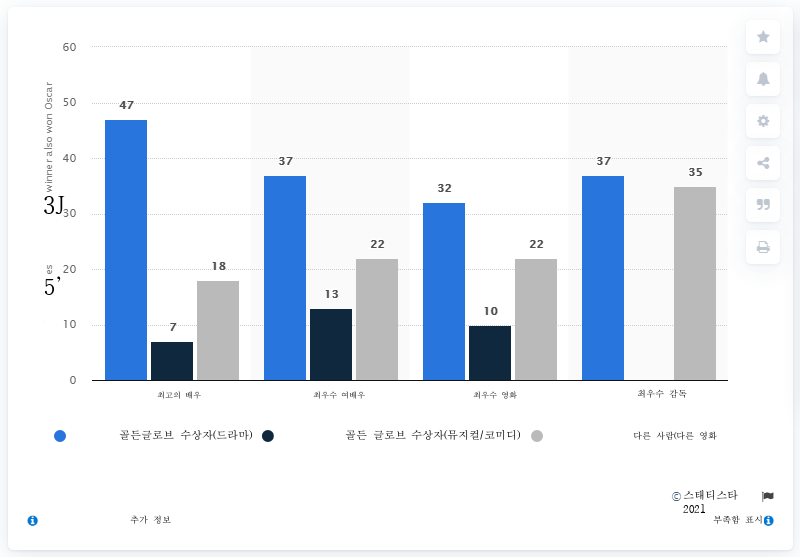 60
50
40
30
20
10
0
winner also won Oscar
3J
es
5’
47
7
18
37
13
22
32
10
22
37
35
최고의 배우
최우수 여배우
최우수 영화
최우수 감독
골든글로브 수상자(드라마)
골든 글로브 수상자(뮤지컬/코미디)
다른 사람(다른 영화
© 스태티스타
2021
추가 정보
부족함 표시